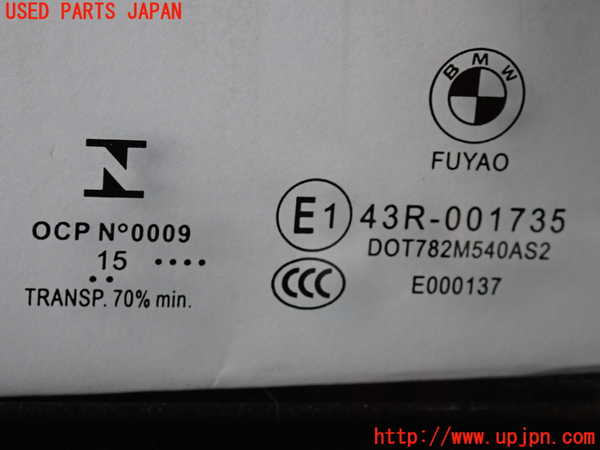 USED PARTS JAPAN
BMW
FUYAO
OCP N°0009
15 ....
..
TRANSP. 70% min.
E1 43R-001735
DOT782M540AS2
CCC E000137
http://www.upjpn.com/